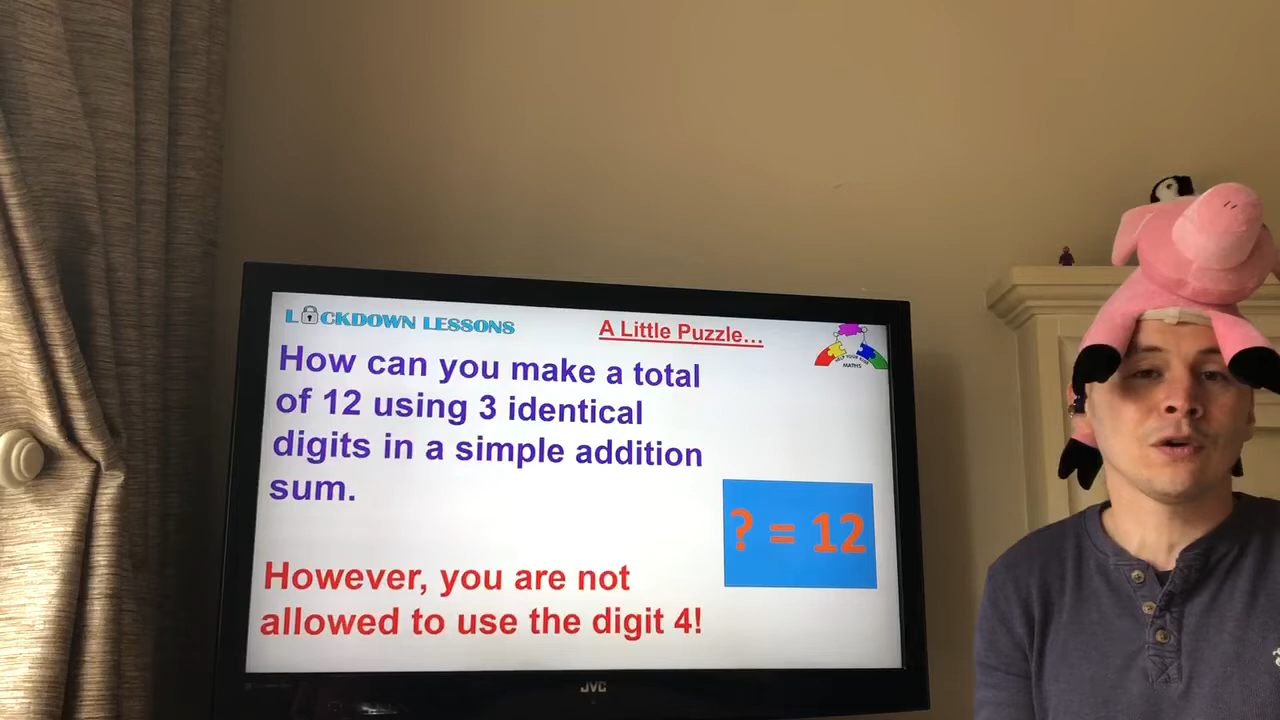 LOCKDOWN LESSONS
A Little Puzzle...
How can you make a total
of 12 using 3 identical
digits in a simple addition
sum.
? = 12
However, you are not
allowed to use the digit 4!
MATHS
JVC